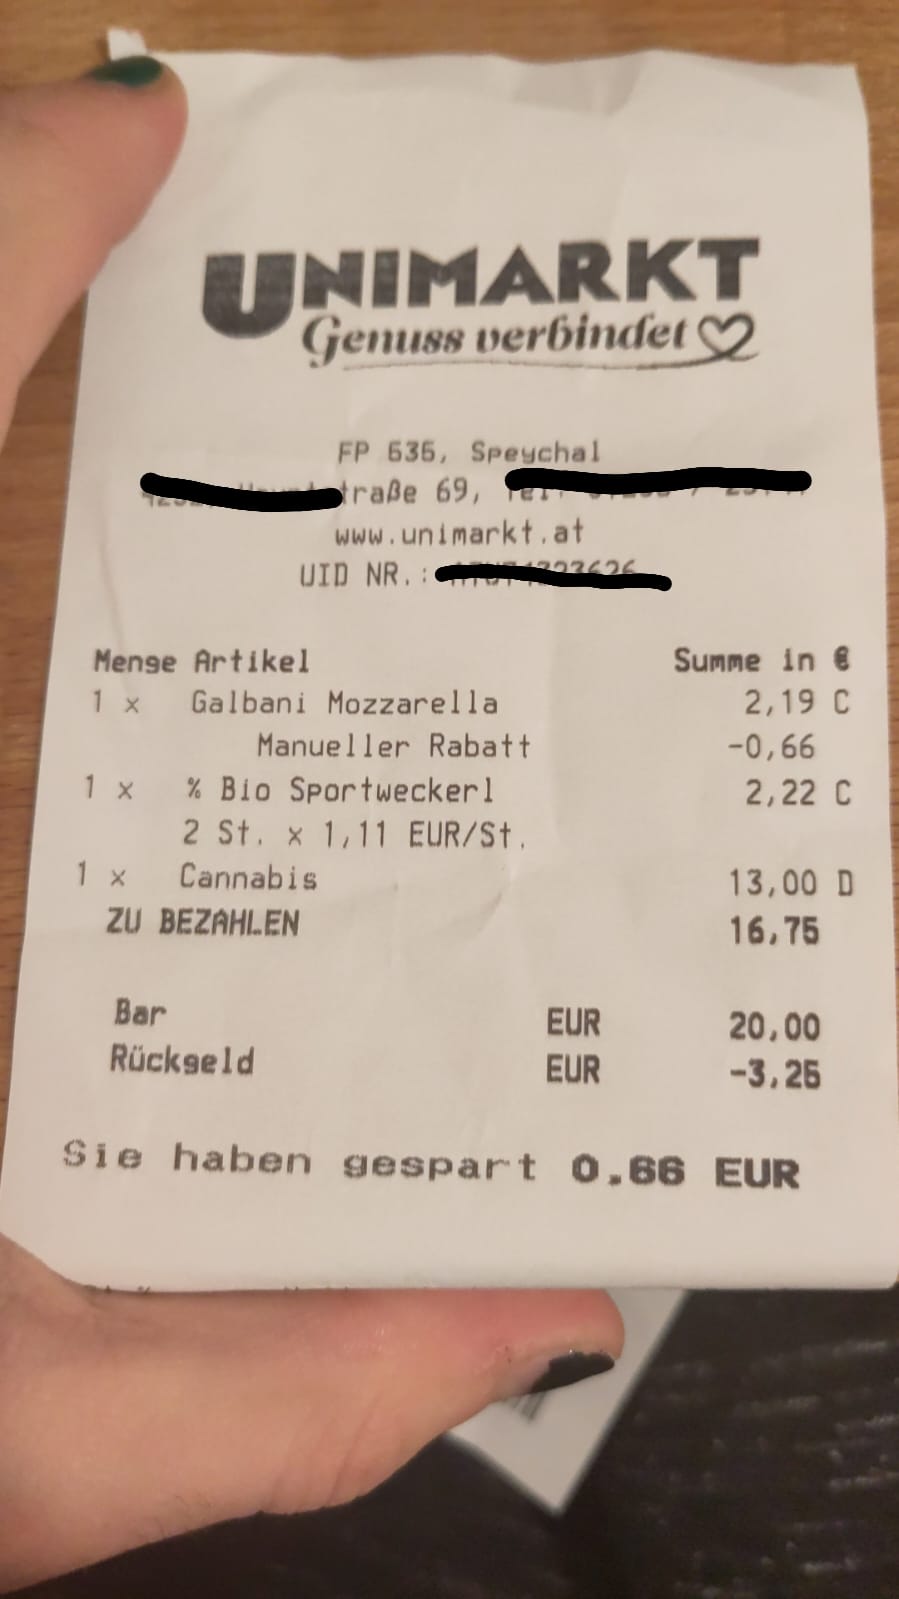 UNIMARKT
Genuss verbindet
FP 636, Speychal
traße 69,
www.unimarkt.at
UID NR.:
Menge Artikel Summe in €
1 x Galbani Mozzarella 2,19 C
Manueller Rabatt -0,66
1 x % Bio Sportweckerl 2,22 C
2 St. x 1,11 EUR/St.
1 x Cannabis 13,00 D
ZU BEZAHLEN 16,75
Bar EUR 20,00
Rückgeld EUR -3,25
Sie haben gespart 0.66 EUR